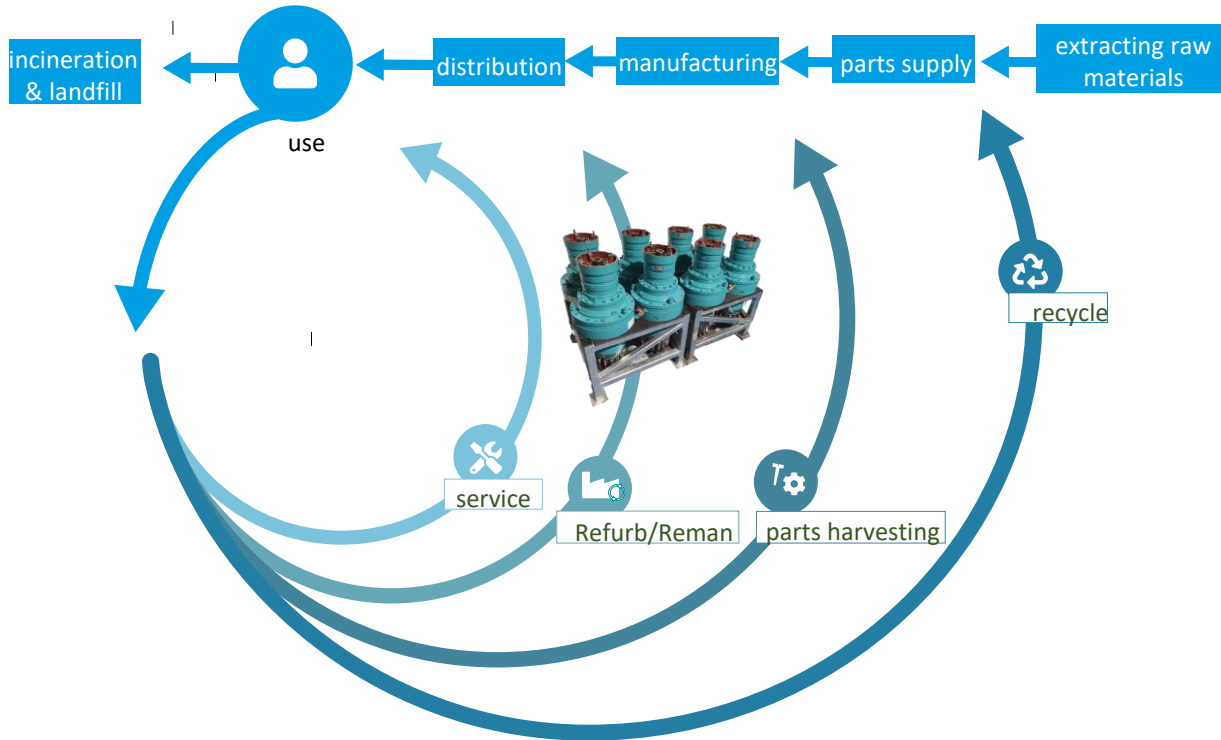 incineration
& landfill
distribution
manufacturing
parts supply
extracting raw
materials
use
recycle
service
Refurb/Reman
parts harvesting